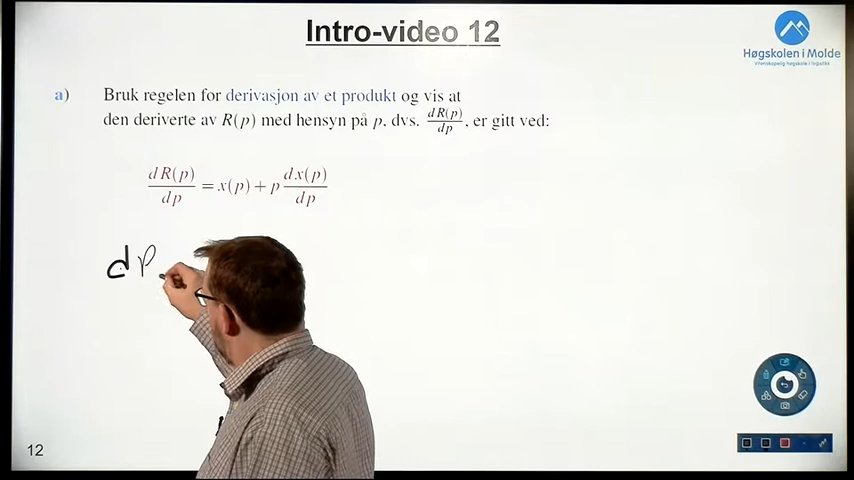 Intro-video 12
Høgskolen i Molde
Vitenskapelig høgskole i logistikk
a) Bruk regelen for derivasjon av et produkt og vis at
den deriverte av R(p) med hensyn på p, dvs. dR(p)/dp, er gitt ved:
dR(p)/dp = x(p) + p dx(p)/dp
d
12